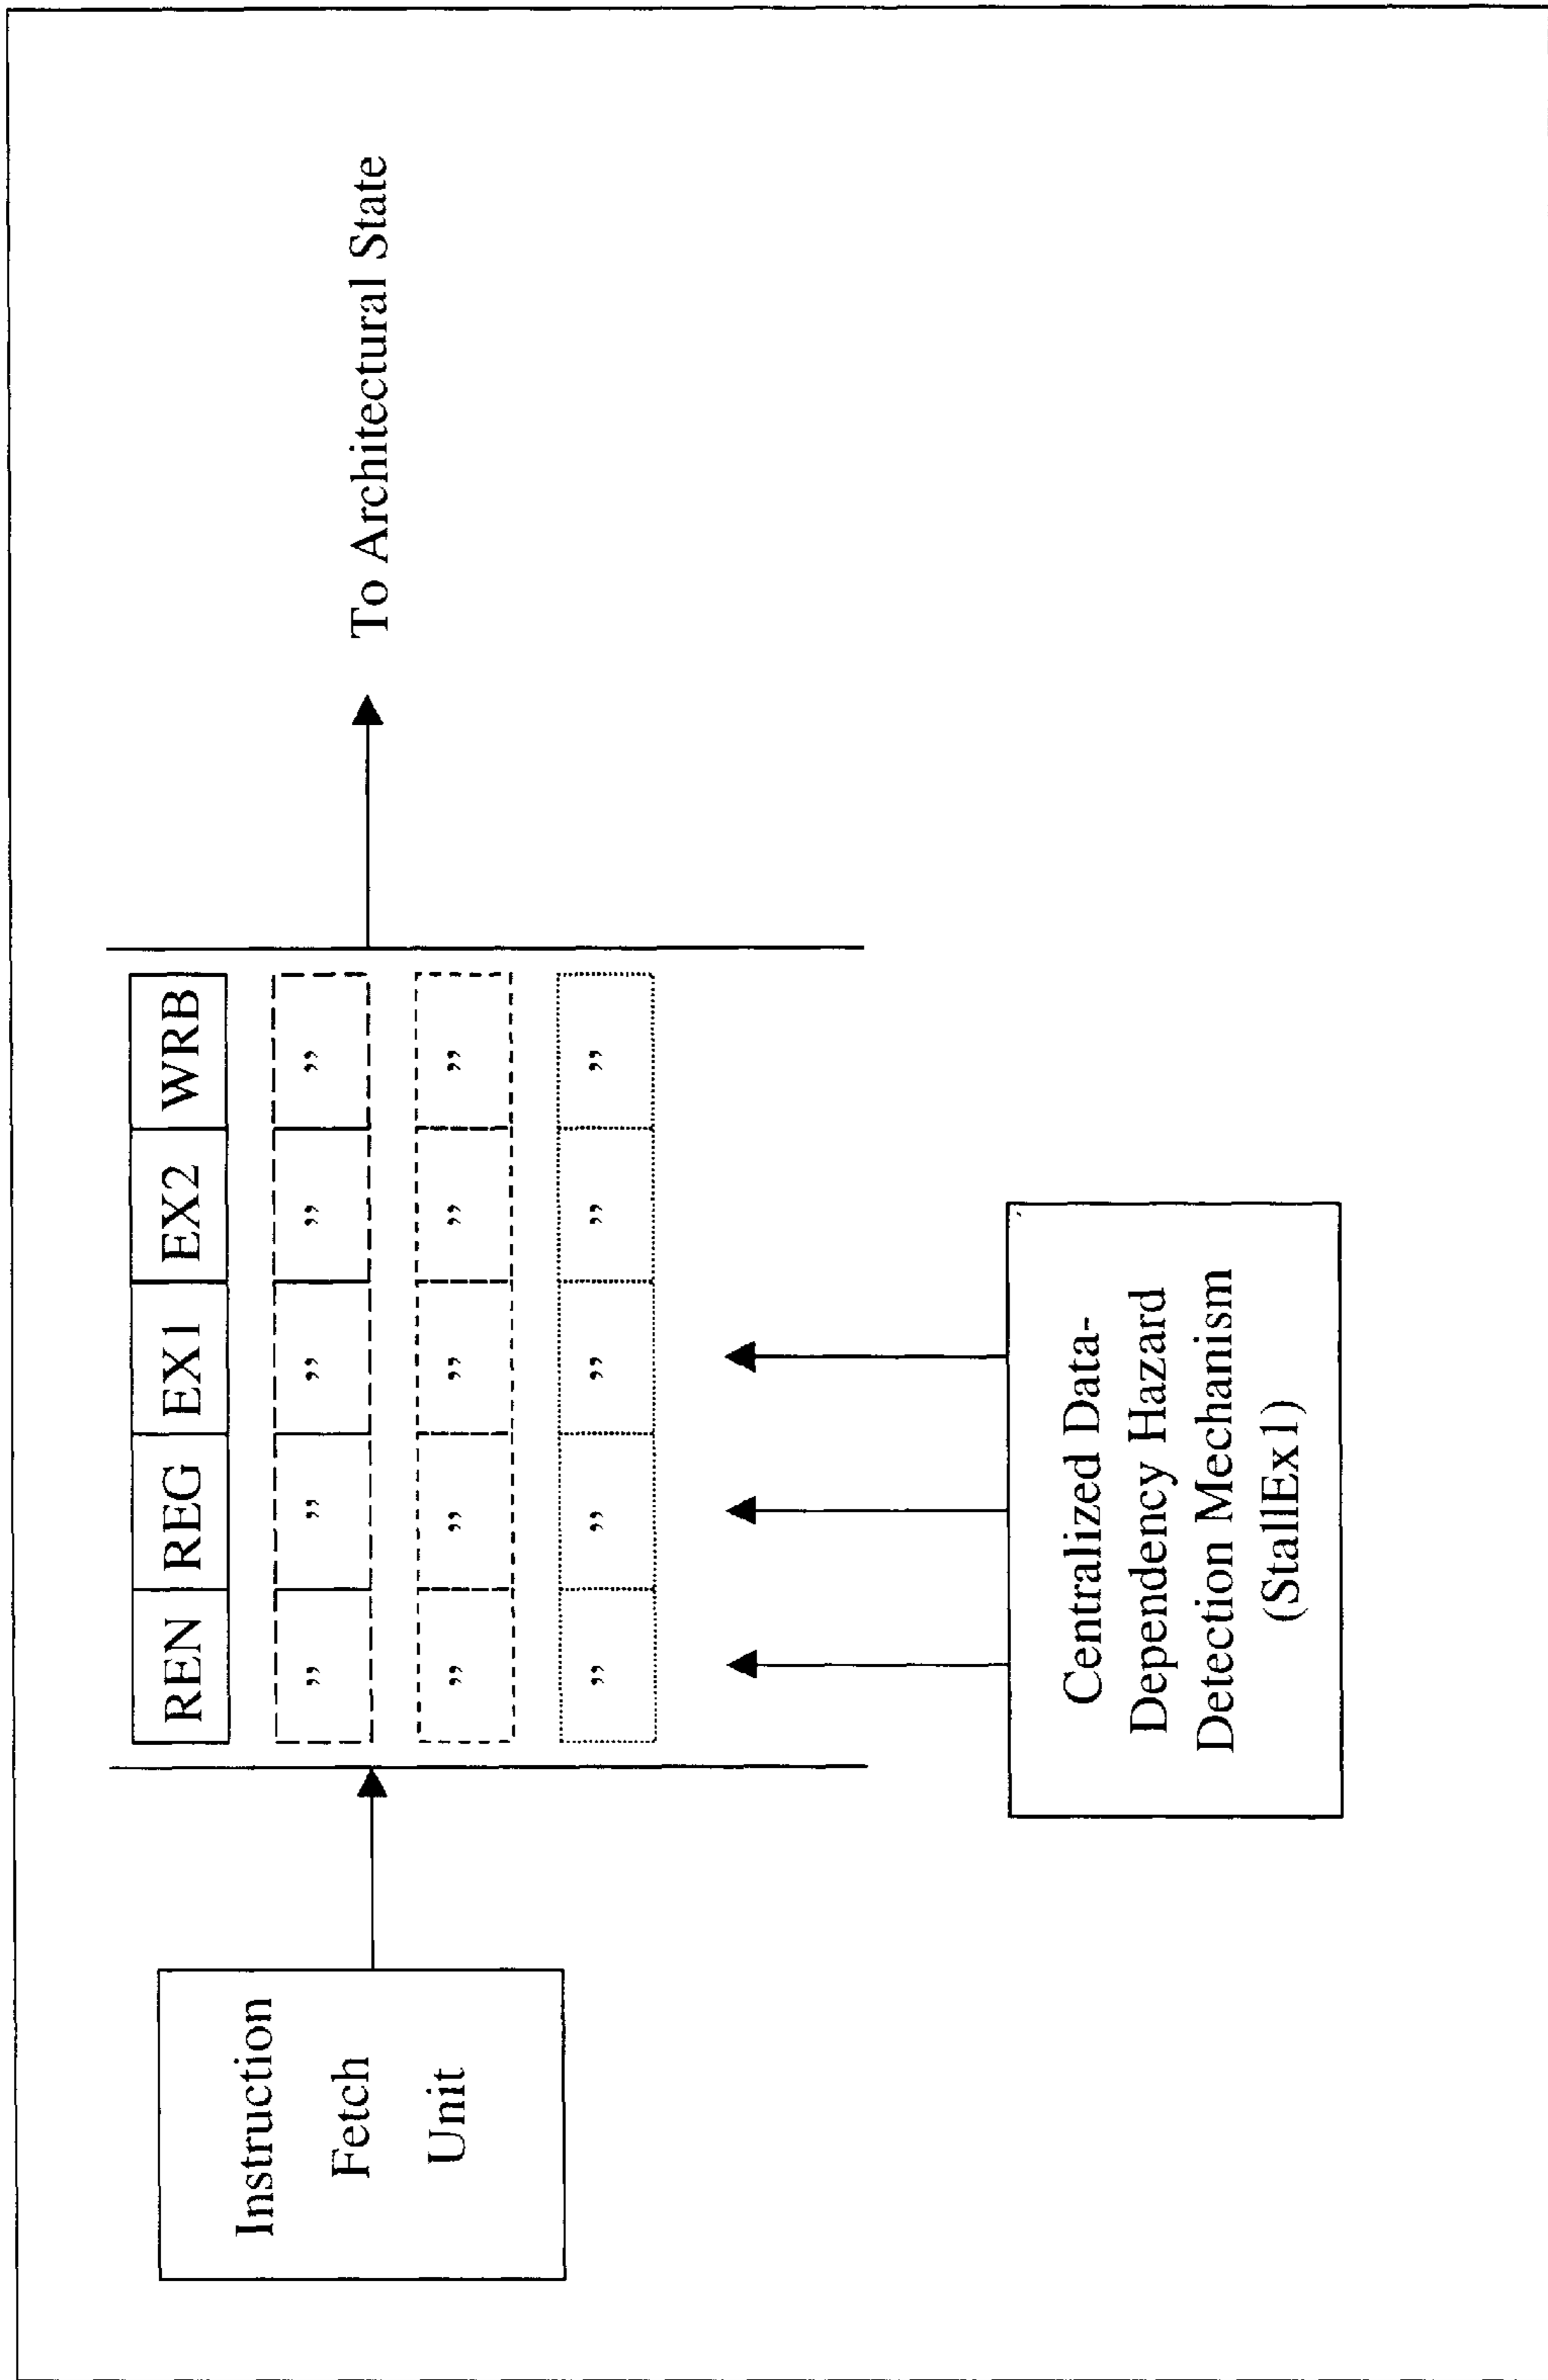 REN REG EX1 EX2 WRB
” ” ” ” ”
” ” ” ” ”
” ” ” ” ”
Instruction
Fetch
Unit
To Architectural State
Centralized Data-
Dependency Hazard
Detection Mechanism
(StallEx1)